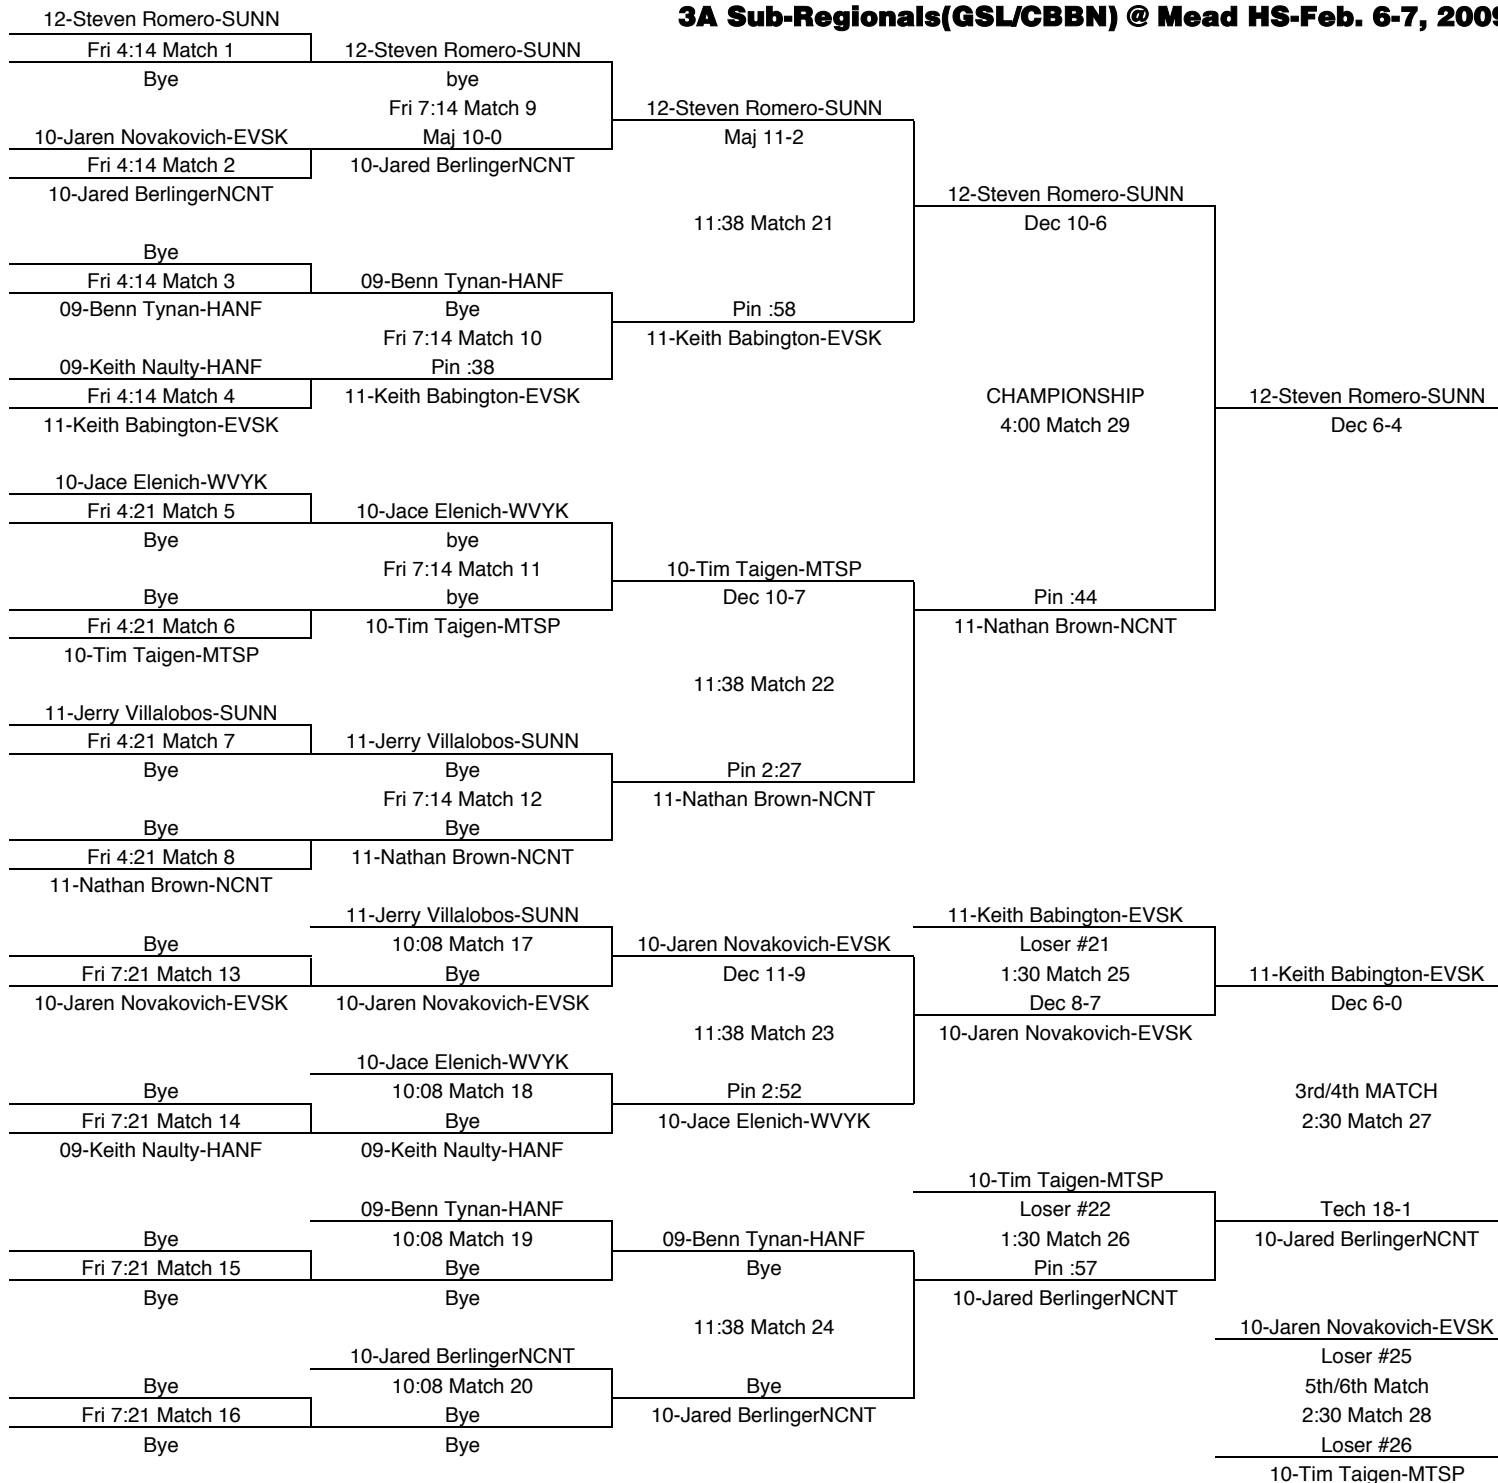 3A Sub-Regionals(GSL/CBBN) @ Mead HS-Feb. 6-7, 2009
12-Steven Romero-SUNN
Fri 4:14 Match 1
Bye
10-Jaren Novakovich-EVSK
Fri 4:14 Match 2
10-Jared BerlingerNCNT
Bye
Fri 4:14 Match 3
09-Benn Tynan-HANF
09-Keith Naulty-HANF
Fri 4:14 Match 4
11-Keith Babington-EVSK
10-Jace Elenich-WVYK
Fri 4:21 Match 5
Bye
Bye
Fri 4:21 Match 6
10-Tim Taigen-MTSP
11-Jerry Villalobos-SUNN
Fri 4:21 Match 7
Bye
Bye
Fri 4:21 Match 8
11-Nathan Brown-NCNT
12-Steven Romero-SUNN
bye
Fri 7:14 Match 9
Maj 10-0
10-Jared BerlingerNCNT
09-Benn Tynan-HANF
Bye
Fri 7:14 Match 10
Pin :38
11-Keith Babington-EVSK
10-Jace Elenich-WVYK
bye
Fri 7:14 Match 11
bye
10-Tim Taigen-MTSP
11-Jerry Villalobos-SUNN
Bye
Fri 7:14 Match 12
Bye
11-Nathan Brown-NCNT
12-Steven Romero-SUNN
Maj 11-2
11:38 Match 21
Pin :58
11-Keith Babington-EVSK
10-Tim Taigen-MTSP
Dec 10-7
11:38 Match 22
Pin 2:27
11-Nathan Brown-NCNT
12-Steven Romero-SUNN
Dec 10-6
CHAMPIONSHIP
4:00 Match 29
Pin :44
11-Nathan Brown-NCNT
12-Steven Romero-SUNN
Dec 6-4
Bye
Fri 7:21 Match 13
10-Jaren Novakovich-EVSK
Bye
Fri 7:21 Match 14
09-Keith Naulty-HANF
Bye
Fri 7:21 Match 15
Bye
Bye
Fri 7:21 Match 16
Bye
11-Jerry Villalobos-SUNN
10:08 Match 17
Bye
10-Jaren Novakovich-EVSK
10-Jace Elenich-WVYK
10:08 Match 18
Bye
09-Keith Naulty-HANF
09-Benn Tynan-HANF
10:08 Match 19
Bye
Bye
10-Jared BerlingerNCNT
10:08 Match 20
Bye
Bye
10-Jaren Novakovich-EVSK
Dec 11-9
11:38 Match 23
Pin 2:52
10-Jace Elenich-WVYK
09-Benn Tynan-HANF
Bye
11:38 Match 24
Bye
10-Jared BerlingerNCNT
11-Keith Babington-EVSK
Loser #21
1:30 Match 25
Dec 8-7
10-Jaren Novakovich-EVSK
10-Tim Taigen-MTSP
Loser #22
1:30 Match 26
Pin :57
10-Jared BerlingerNCNT
11-Keith Babington-EVSK
Dec 6-0
3rd/4th MATCH
2:30 Match 27
Tech 18-1
10-Jared BerlingerNCNT
10-Jaren Novakovich-EVSK
Loser #25
5th/6th Match
2:30 Match 28
Loser #26
10-Tim Taigen-MTSP